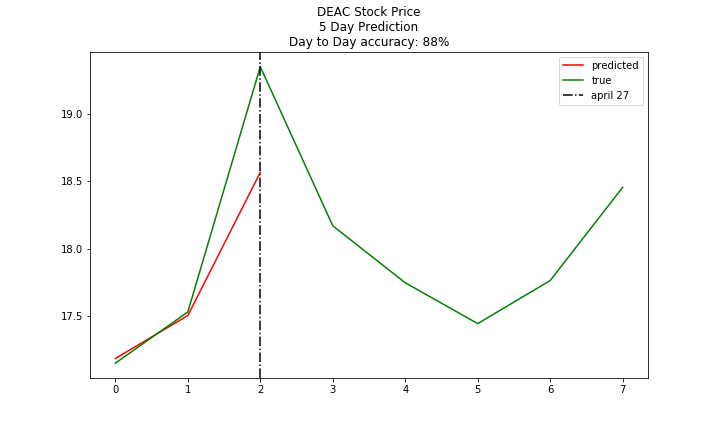 DEAC Stock Price
5 Day Prediction
Day to Day accuracy: 88%
predicted
true
april 27
19.0
18.5
18.0
17.5
0 1 2 3 4 5 6 7